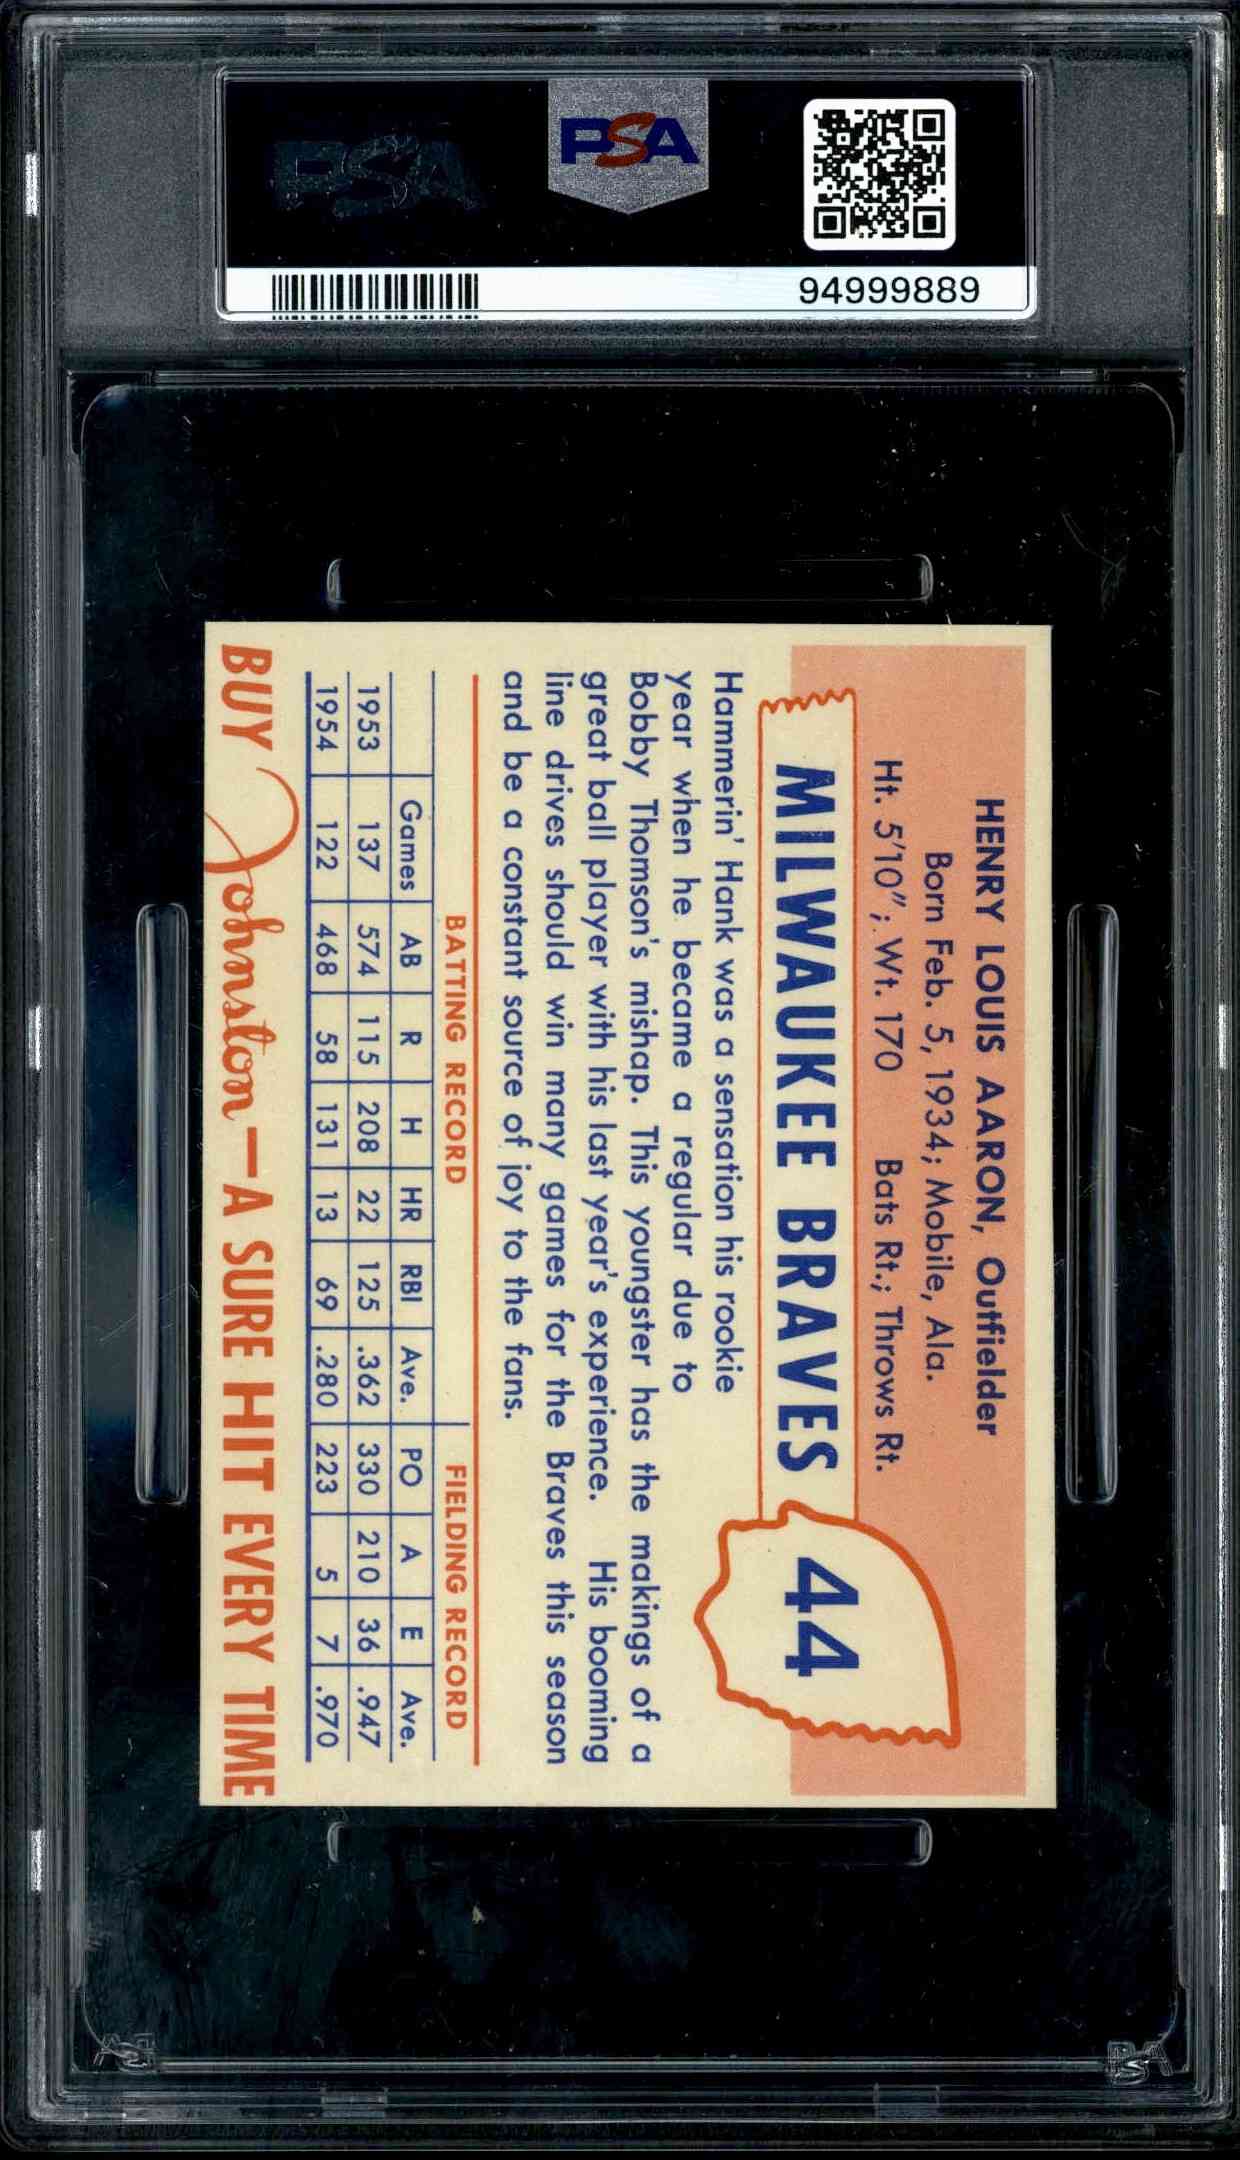 PSA
PSA
94999889
HENRY LOUIS AARON, Outfielder
Born Feb. 5, 1934; Mobile, Ala.
Ht. 5'10"; Wt. 170 Bats Rt.; Throws Rt.
MILWAUKEE BRAVES 44
Hammerin' Hank was a sensation his rookie
year when he became a regular due to
Bobby Thomson's mishap. This youngster has the makings of a
great ball player with his last year's experience. His booming
line drives should win many games for the Braves this season
and be a constant source of joy to the fans.
BATTING RECORD FIELDING RECORD
Games AB R H HR RBI Ave. PO A E Ave.
1953 137 574 115 208 22 125 .362 330 210 36 .947
1954 122 468 58 131 13 69 .280 223 5 7 .970
BUY Johnston—A SURE HIT EVERY TIME
PSA
PSA